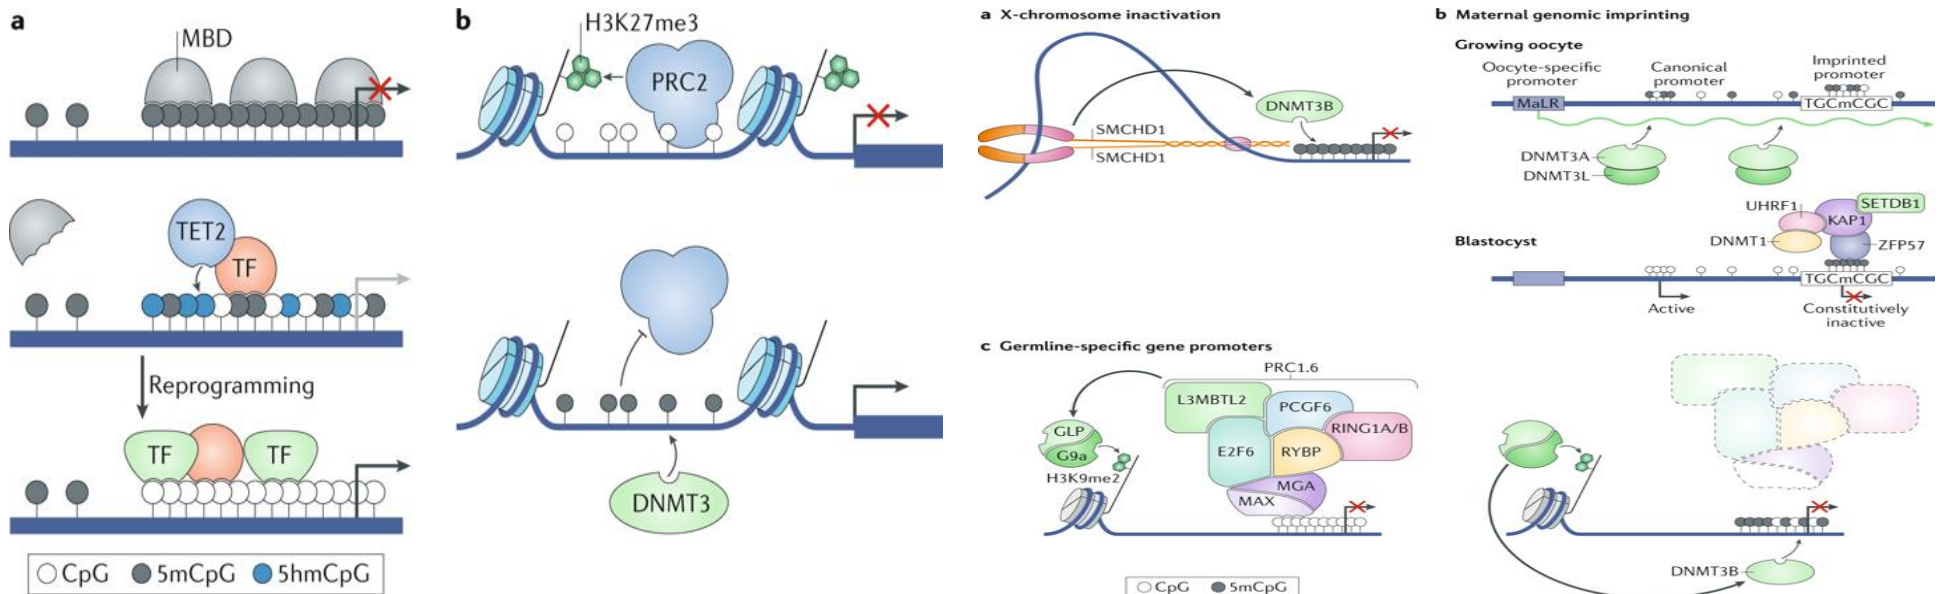 a
MBD
TET2
TF
Reprogramming
TF
TF
CpG 5mCpG 5hmCpG
b
H3K27me3
PRC2
DNMT3
a X-chromosome inactivation
DNMT3B
SMCHD1
SMCHD1
b Maternal genomic imprinting
Growing oocyte
Oocyte-specific promoter
Canonical promoter
Imprinted promoter
MaLR
TGCmCGC
DNMT3A
DNMT3L
UHRF1
KAP1
SETDB1
DNMT1
ZFP57
Blastocyst
TGCmCGC
Active
Constitutively inactive
c Germline-specific gene promoters
PRC1.6
L3MBTL2
PCGF6
RING1A/B
GLP
G9a
E2F6
RYBP
H3K9me2
MGA
MAX
DNMT3B
CpG 5mCpG